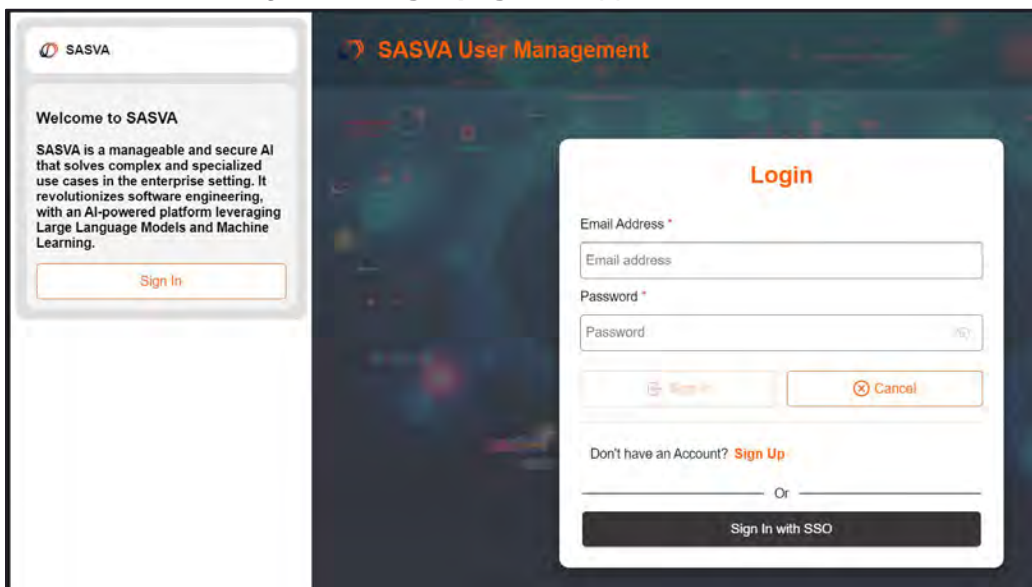 SASVA
Welcome to SASVA
SASVA is a manageable and secure AI
that solves complex and specialized
use cases in the enterprise setting. It
revolutionizes software engineering,
with an AI-powered platform leveraging
Large Language Models and Machine
Learning.
Sign In
SASVA User Management
Login
Email Address *
Email address
Password *
Password
Sign In
Cancel
Don't have an Account? Sign Up
Or
Sign In with SSO